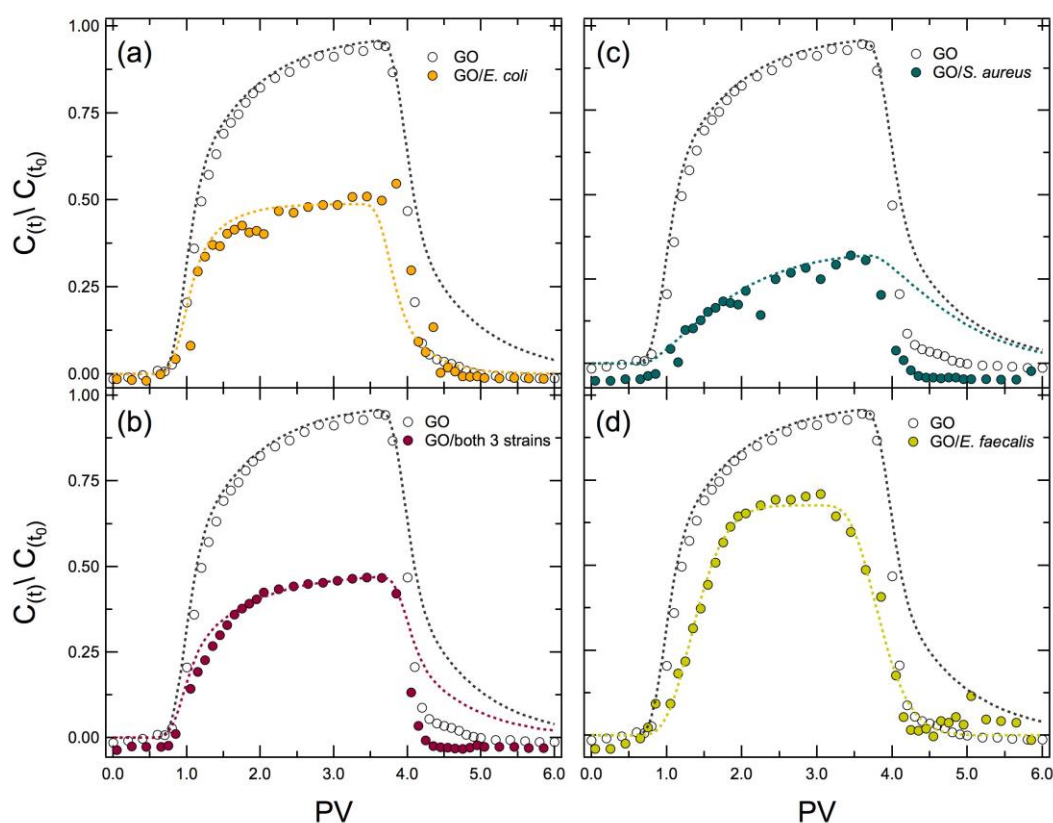 (a)
GO
GO/E. coli
(c)
GO
GO/S. aureus
1.00
0.75
0.50
0.25
0.00
C(t)\ C(t0)
(b)
GO
GO/both 3 strains
(d)
GO
GO/E. faecalis
1.00
0.75
0.50
0.25
0.00
C(t)\ C(t0)
0.0 1.0 2.0 3.0 4.0 5.0 6.0
0.0 1.0 2.0 3.0 4.0 5.0 6.0
PV
PV